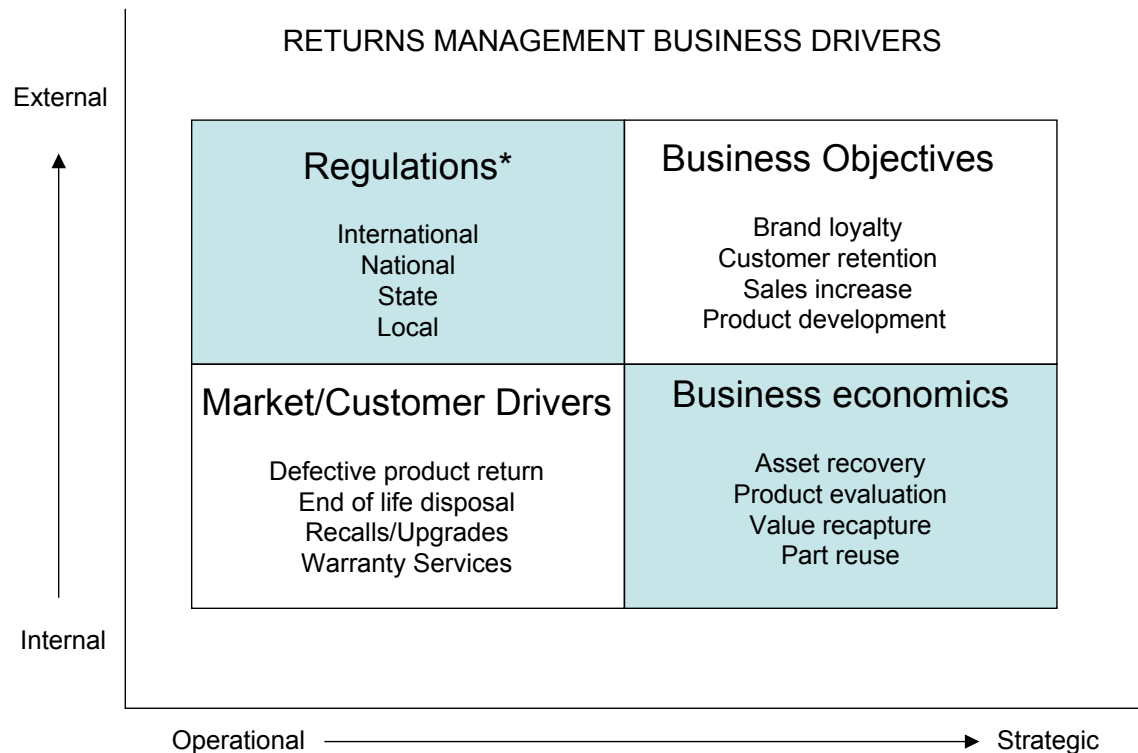 RETURNS MANAGEMENT BUSINESS DRIVERS
External
Regulations*
International
National
State
Local
Business Objectives
Brand loyalty
Customer retention
Sales increase
Product development
Market/Customer Drivers
Defective product return
End of life disposal
Recalls/Upgrades
Warranty Services
Business economics
Asset recovery
Product evaluation
Value recapture
Part reuse
Internal
Operational
Strategic